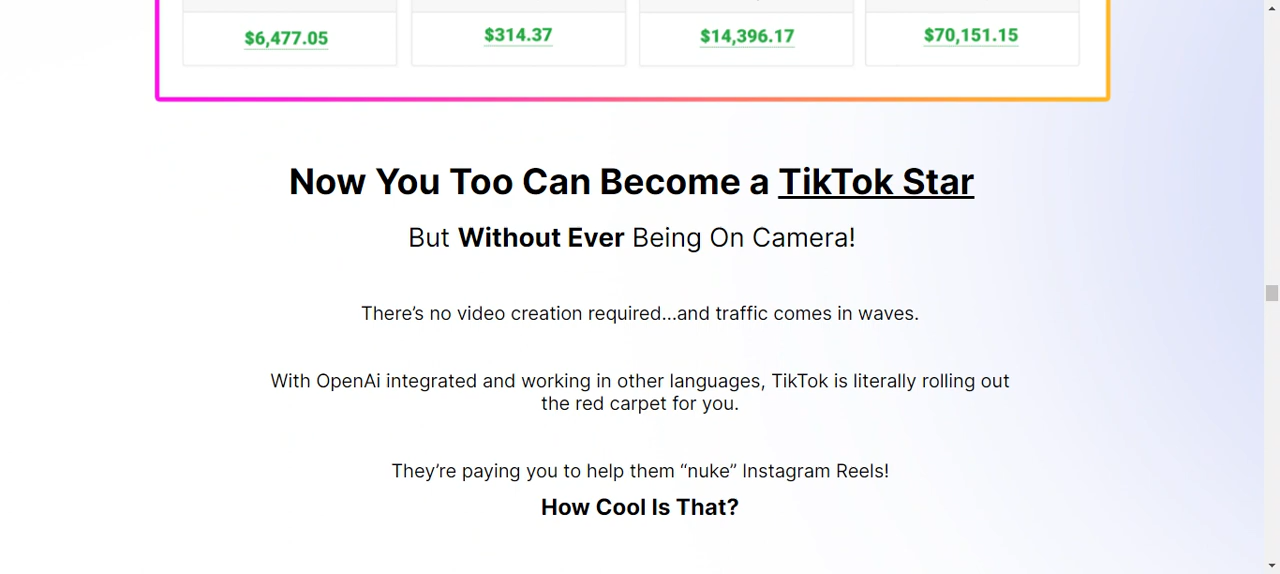 $6,477.05 $314.37 $14,396.17 $70,151.15
Now You Too Can Become a TikTok Star
But Without Ever Being On Camera!
There’s no video creation required...and traffic comes in waves.
With OpenAi integrated and working in other languages, TikTok is literally rolling out
the red carpet for you.
They’re paying you to help them “nuke” Instagram Reels!
How Cool Is That?